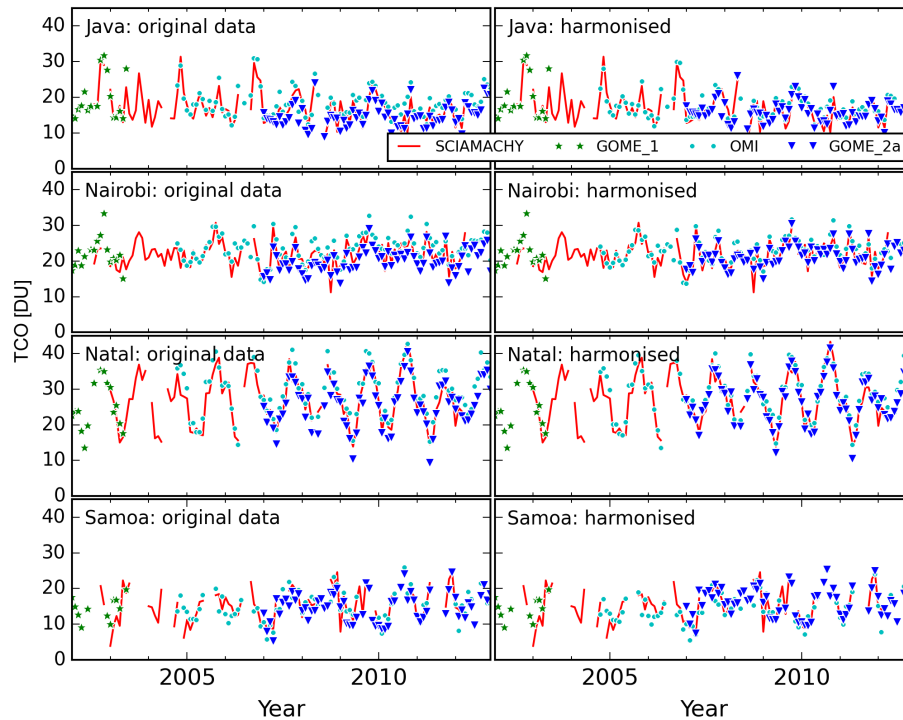 Java: original data
Java: harmonised
40
30
20
10
0
SCIAMACHY GOME_1 OMI GOME_2a
Nairobi: original data
Nairobi: harmonised
40
30
20
10
0
TCO [DU]
Natal: original data
Natal: harmonised
40
30
20
10
0
Samoa: original data
Samoa: harmonised
40
30
20
10
0
2005 2010 2005 2010
Year Year